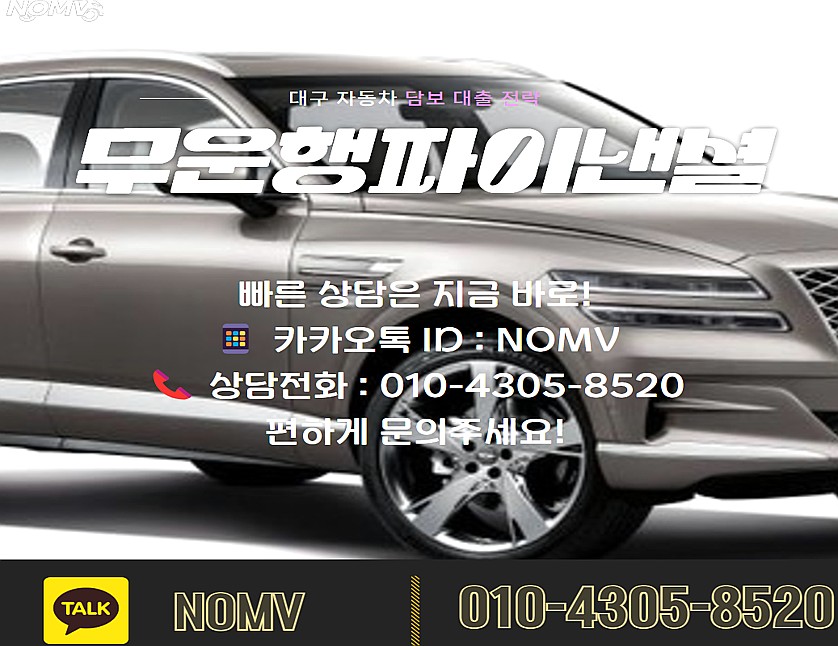 NOMV
대구 자동차 담보 대출 전략
무운행파이낸셜
빠른 상담은 지금 바로!
카카오톡 ID : NOMV
상담전화 : 010-4305-8520
편하게 문의주세요!
TALK NOMV 010-4305-8520